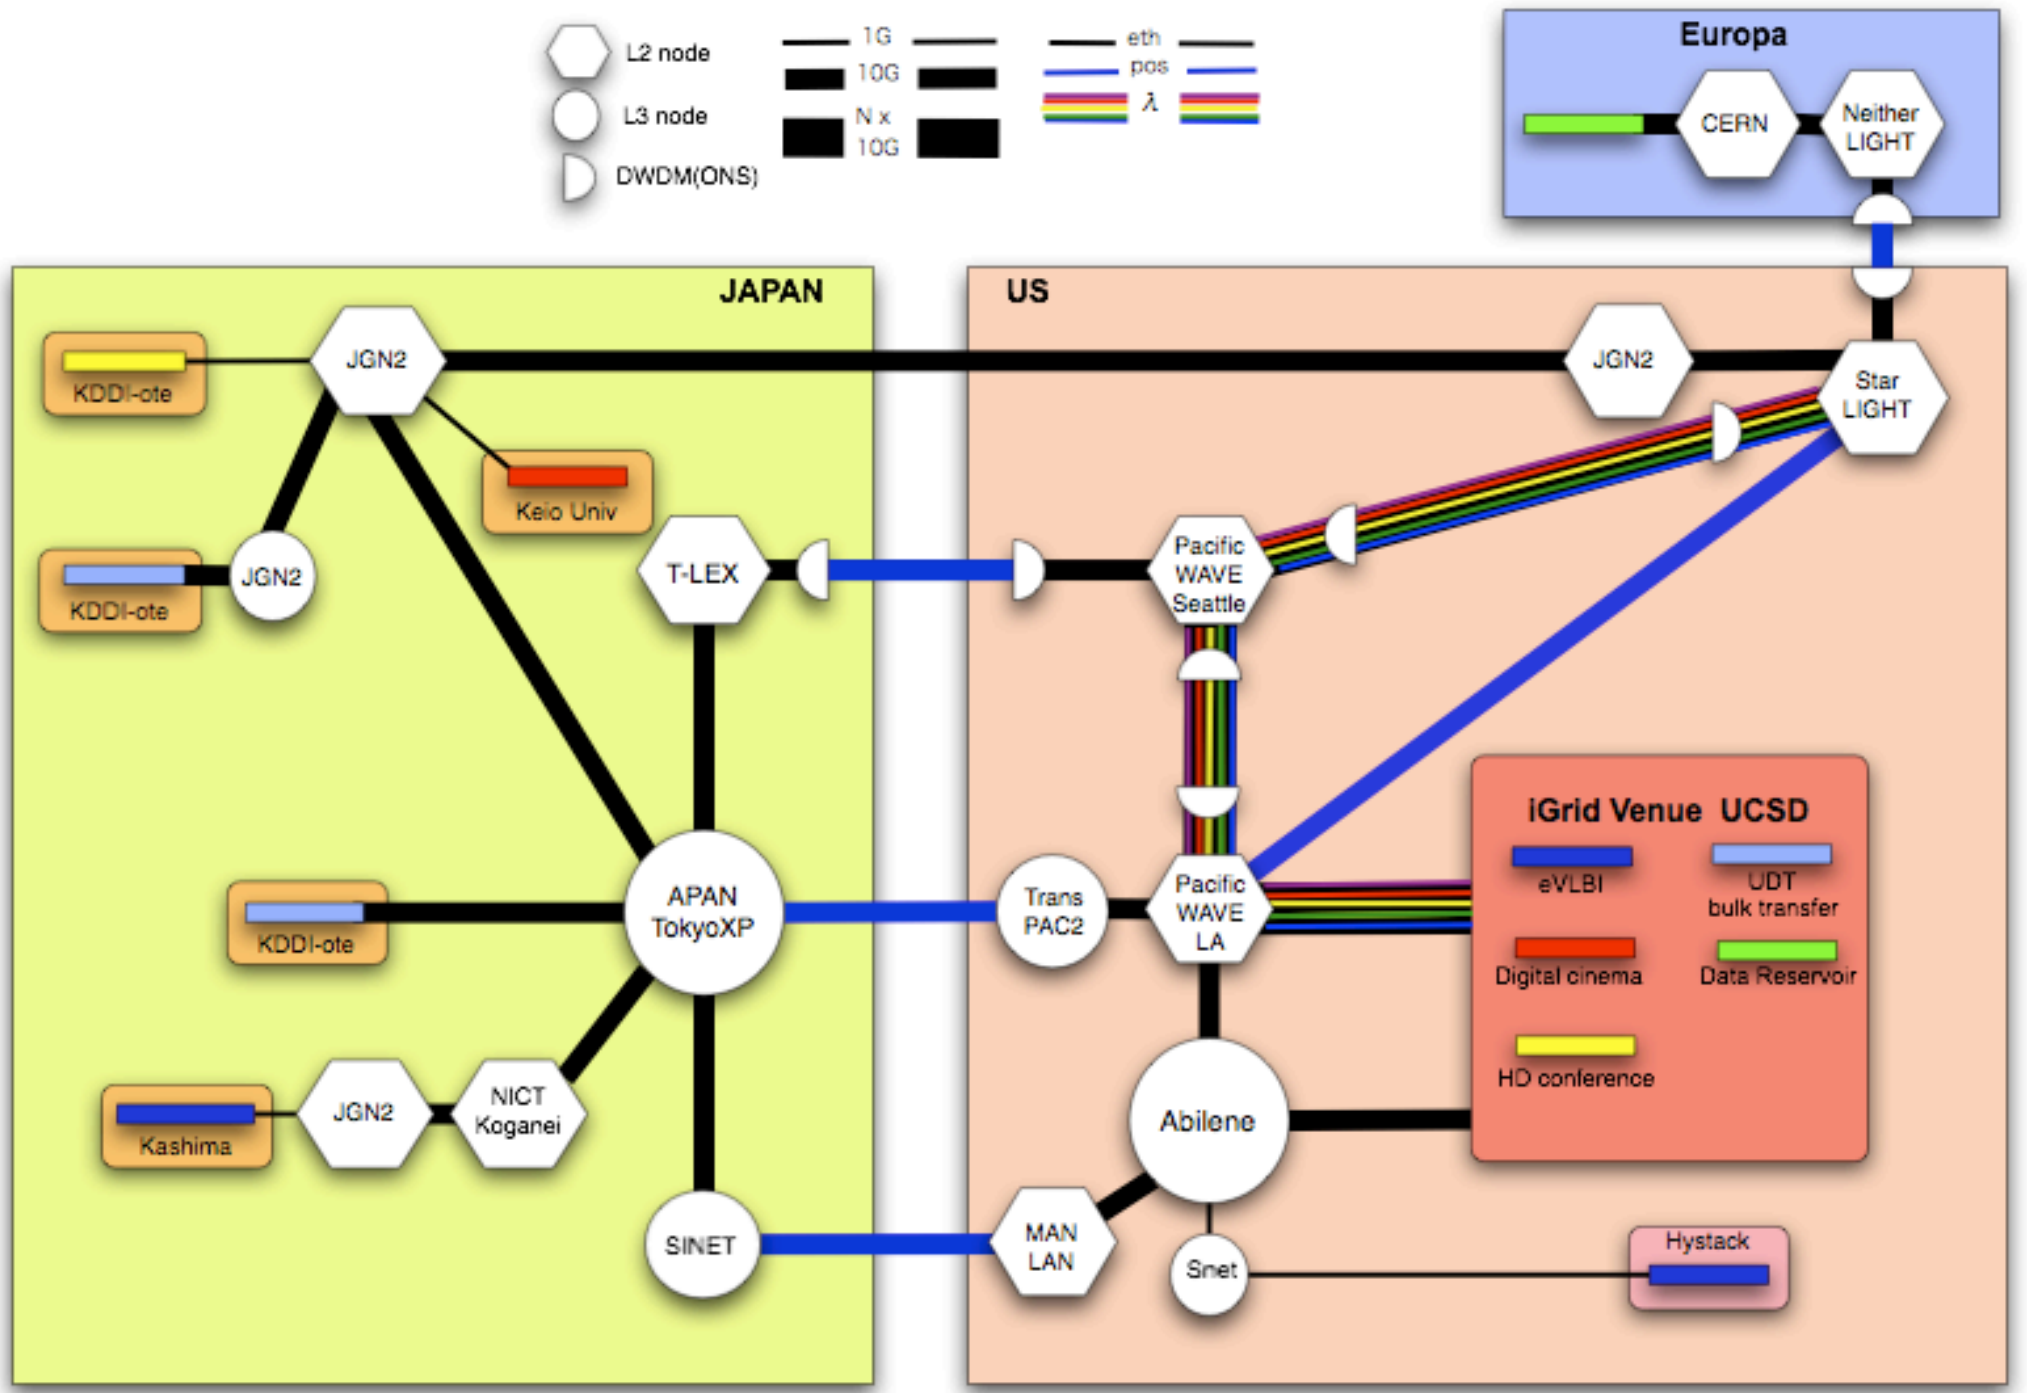 L2 node
L3 node
DWDM(ONS)
1G
10G
N x
10G
eth
pos
λ
Europa
CERN
Neither
LIGHT
JAPAN
JGN2
KDDI-ote
Keio Univ
KDDI-ote
JGN2
T-LEX
APAN
TokyoXP
KDDI-ote
Kashima
JGN2
NICT
Koganei
SINET
US
JGN2
Star
LIGHT
Pacific
WAVE
Seattle
Trans
PAC2
Pacific
WAVE
LA
Abilene
MAN
LAN
Snet
Hystack
iGrid Venue UCSD
eVLBI
UDT
bulk transfer
Digital cinema
Data Reservoir
HD conference